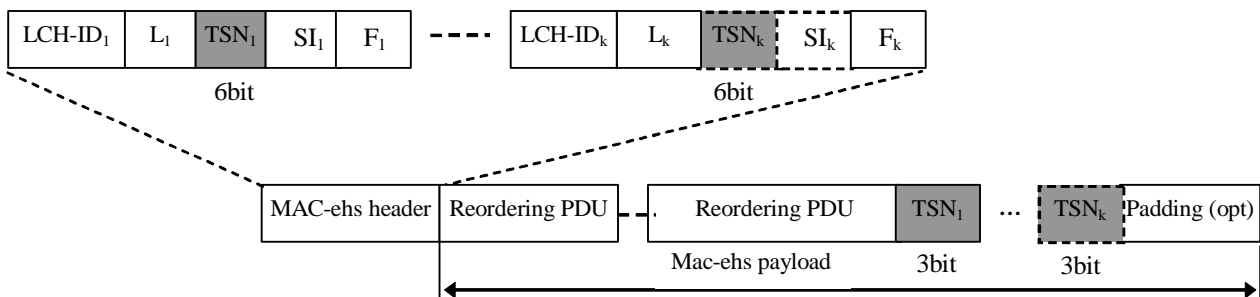 LCH-ID1 L1 TSN1 SI1 F1 LCH-IDk Lk TSNk SIk Fk
6bit 6bit
MAC-ehs header Reordering PDU Reordering PDU TSN1 ... TSNk Padding (opt)
Mac-ehs payload 3bit 3bit